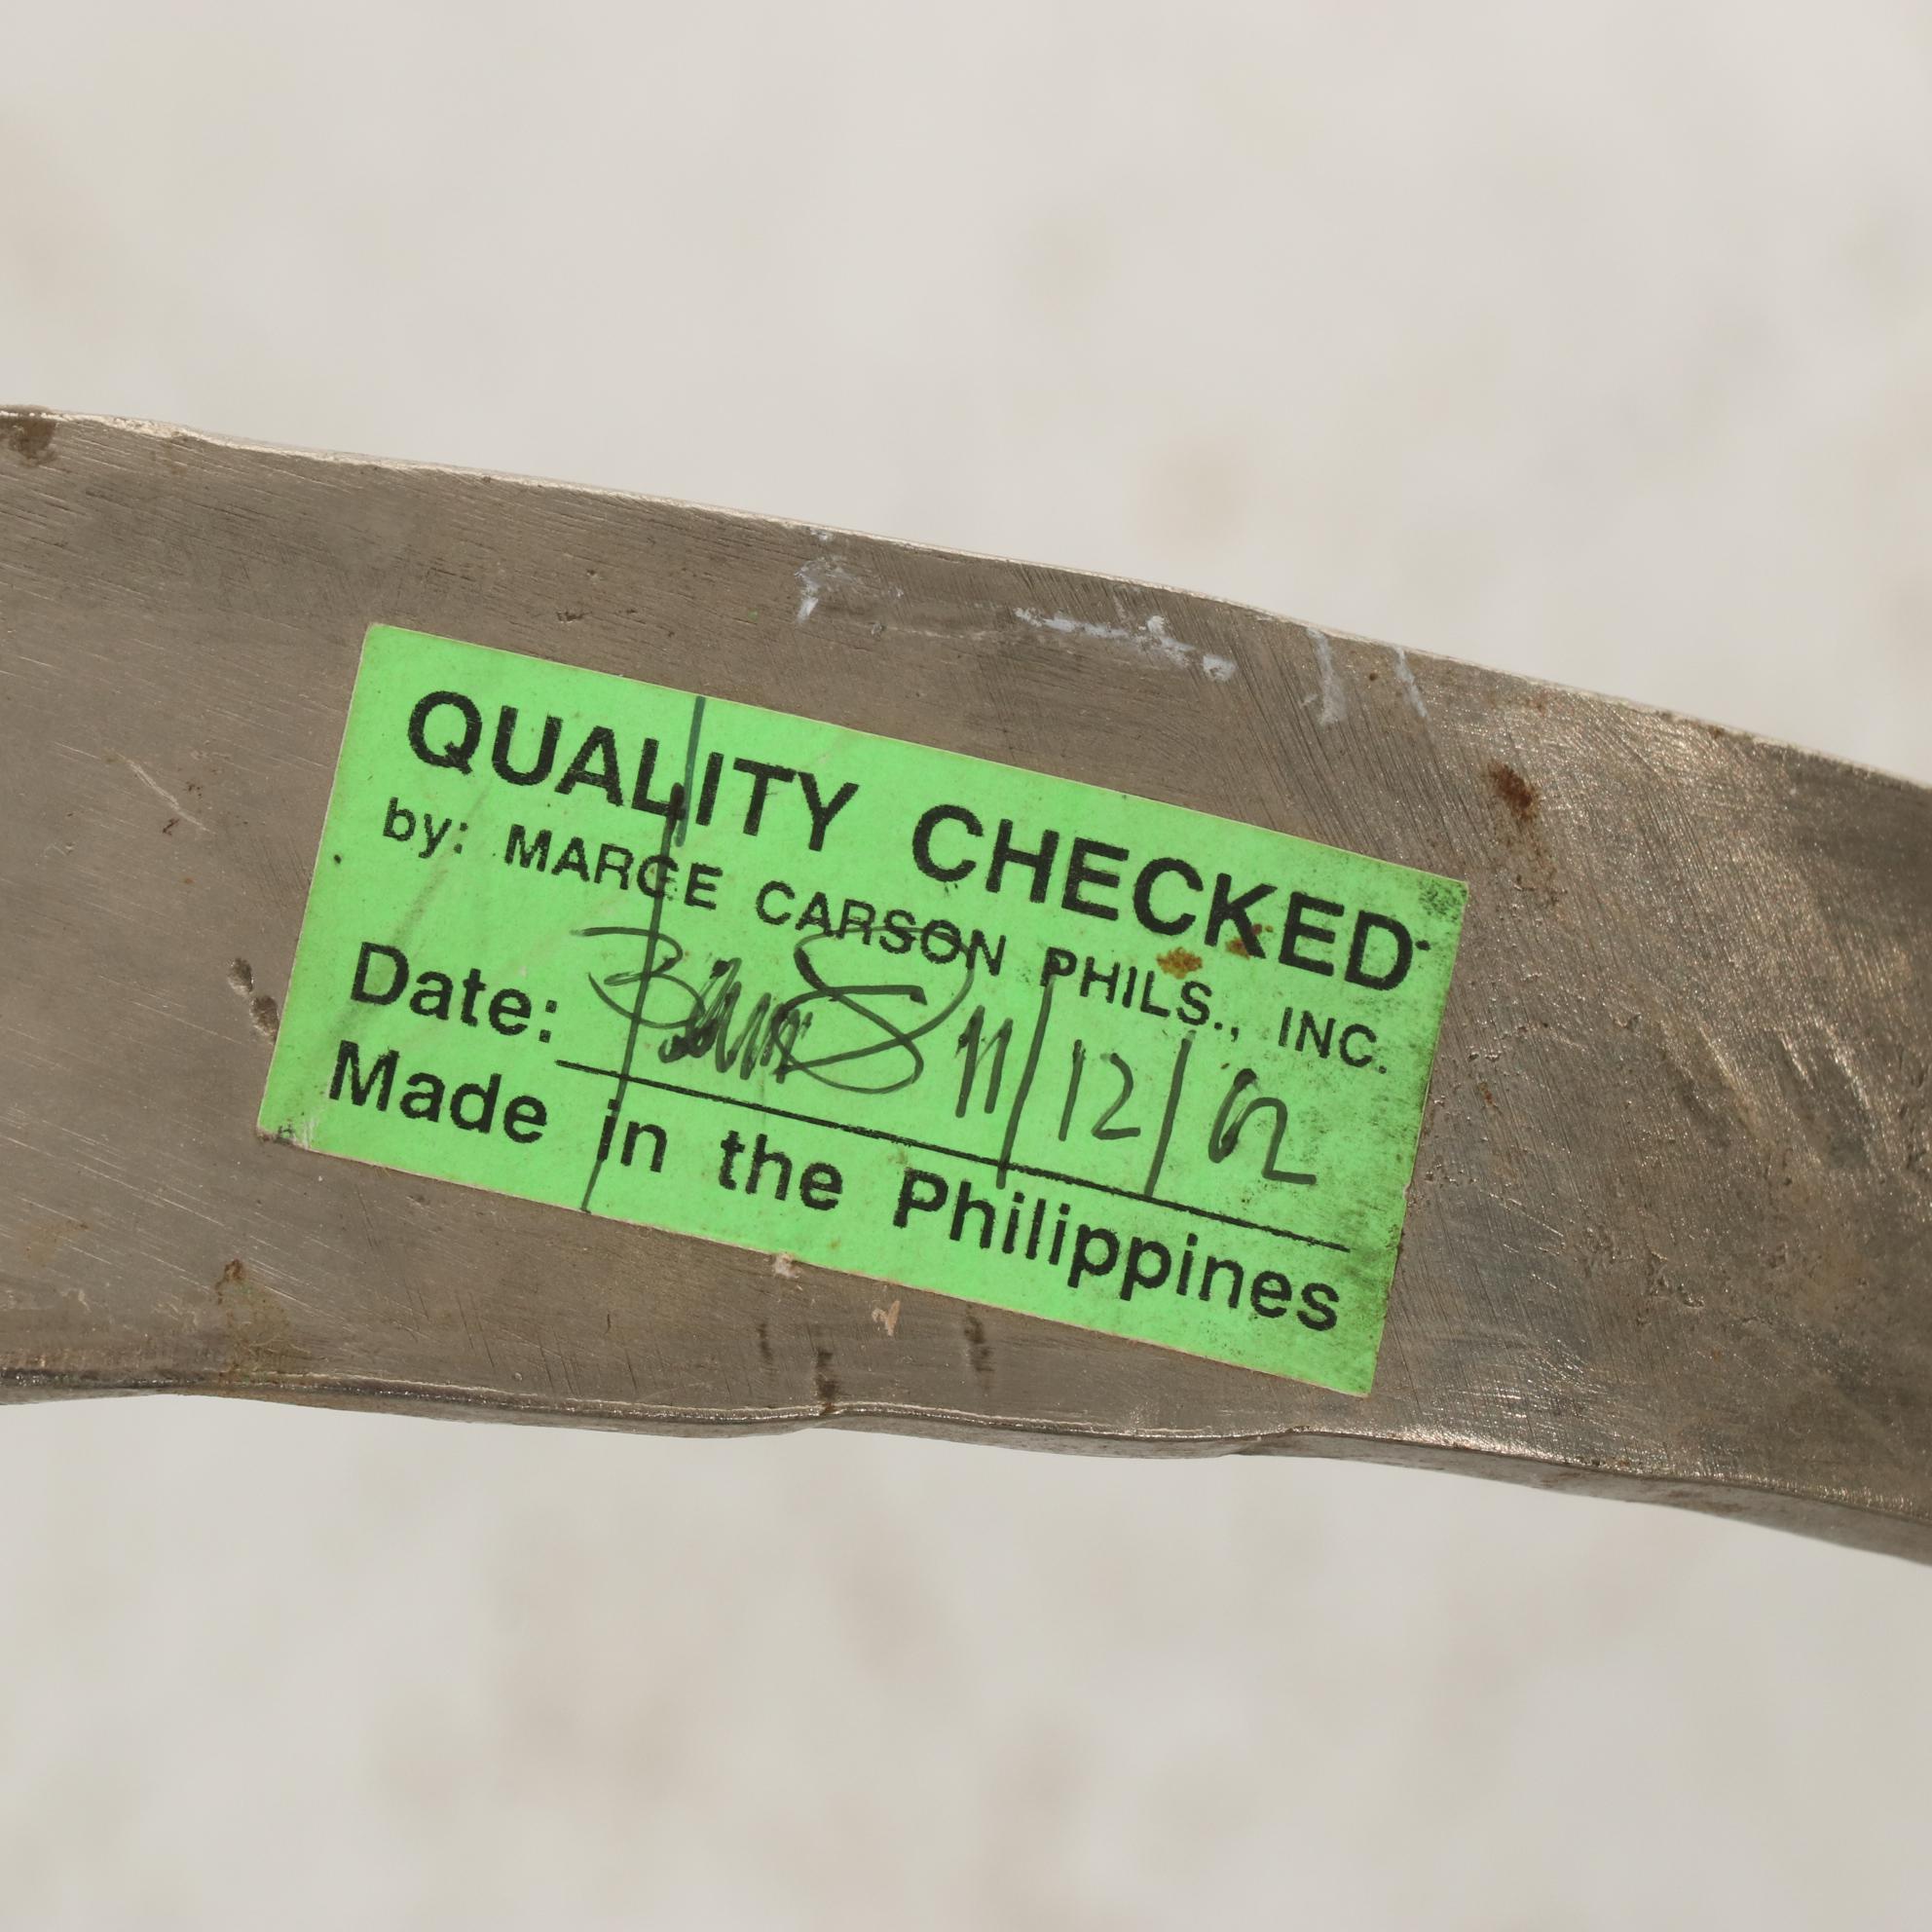 QUALITY CHECKED
by: MARGE CARSON PHILS., INC.
Date: 11/12/02
Made in the Philippines